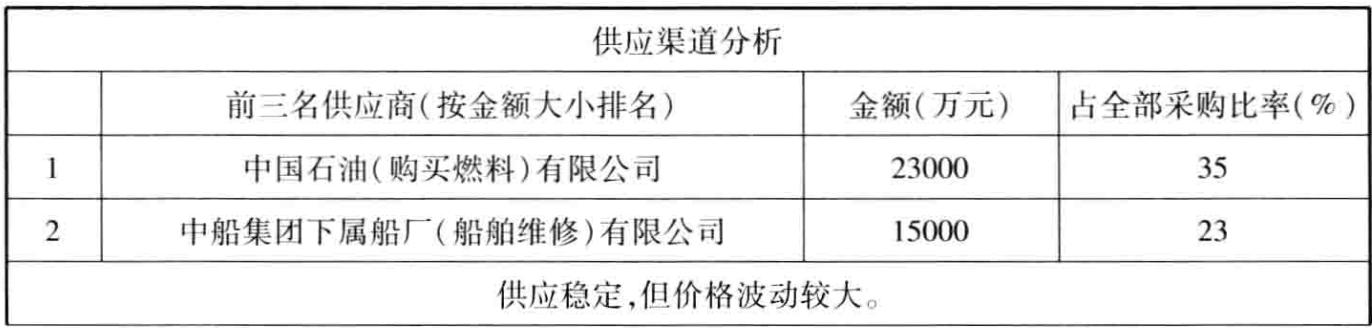 供应渠道分析
前三名供应商(按金额大小排名) 金额(万元) 占全部采购比率(%)
1 中国石油(购买燃料)有限公司 23000 35
2 中船集团下属船厂(船舶维修)有限公司 15000 23
供应稳定,但价格波动较大。